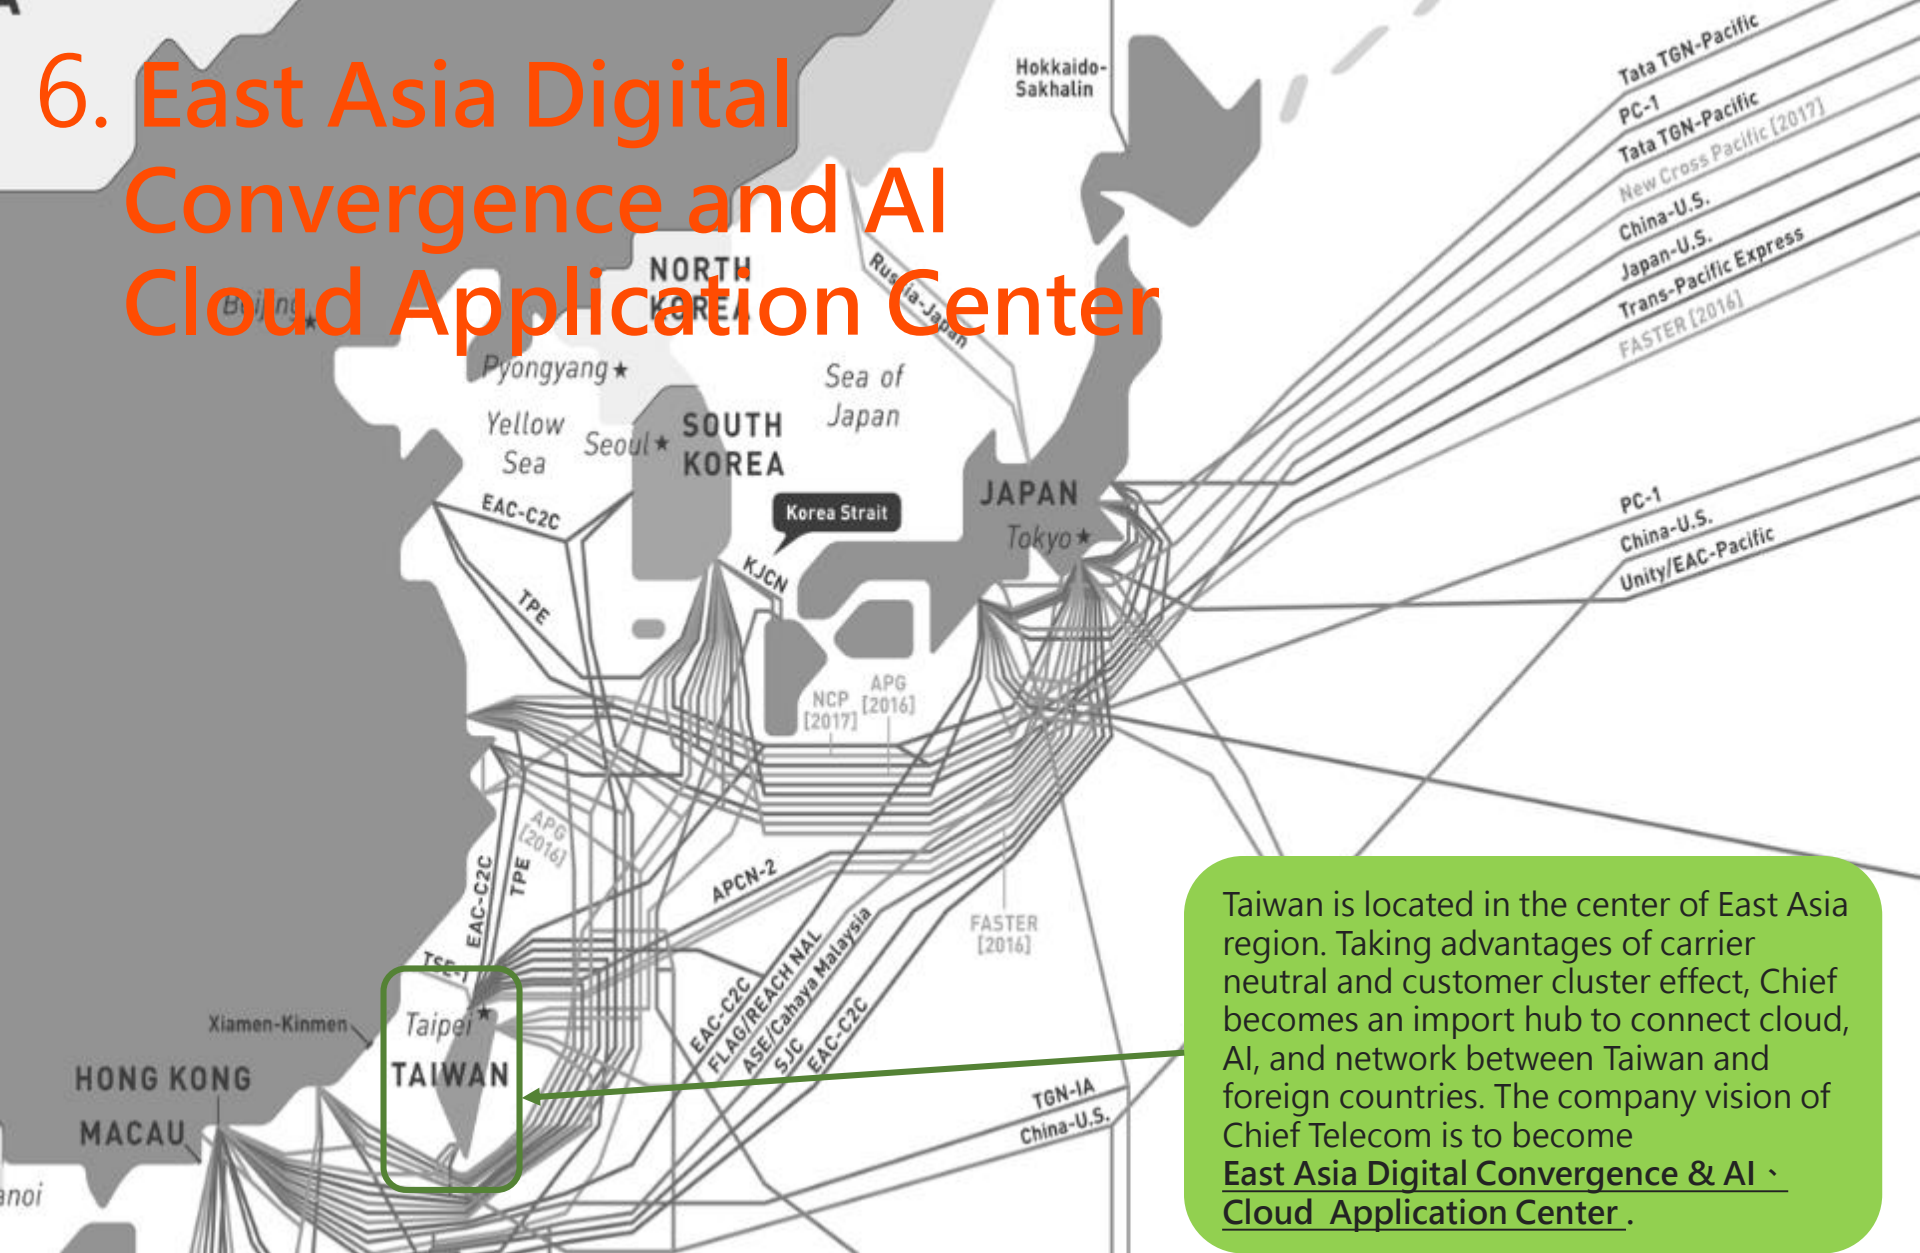 6. East Asia Digital
Convergence and AI
Cloud Application Center
Hokkaido-
Sakhalin
Tata TGN-Pacific
PC-1
Tata TGN-Pacific
New Cross Pacific [2017]
China-U.S.
Japan-U.S.
Trans-Pacific Express
FASTER [2016]
NORTH
KOREA
Russia-Japan
Beijing
Pyongyang
Sea of
Japan
Yellow
Sea
Seoul
SOUTH
KOREA
JAPAN
Tokyo
Korea Strait
EAC-C2C
KJCN
TPE
PC-1
China-U.S.
Unity/EAC-Pacific
NCP
[2017]
APG
[2016]
APG
[2016]
EAC-C2C
TPE
APCN-2
FASTER
[2016]
TSE-1
EAC-C2C
FLAG/REACH NAL
ASE/Cahaya Malaysia
SJC
EAC-C2C
Xiamen-Kinmen
Taipei
TAIWAN
HONG KONG
MACAU
TGN-IA
China-U.S.
anoi
Taiwan is located in the center of East Asia
region. Taking advantages of carrier
neutral and customer cluster effect, Chief
becomes an import hub to connect cloud,
AI, and network between Taiwan and
foreign countries. The company vision of
Chief Telecom is to become
East Asia Digital Convergence & AI、
Cloud  Application Center .